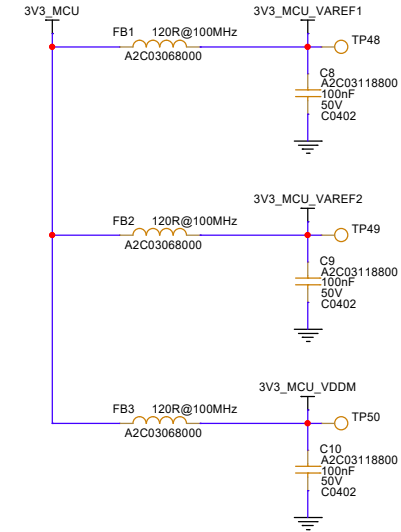 3V3_MCU
3V3_MCU_VAREF1
FB1 120R@100MHz
TP48
A2C03068000
C8
A2C03118800
100nF
50V
C0402
3V3_MCU_VAREF2
FB2 120R@100MHz
TP49
A2C03068000
C9
A2C03118800
100nF
50V
C0402
3V3_MCU_VDDM
FB3 120R@100MHz
TP50
A2C03068000
C10
A2C03118800
100nF
50V
C0402